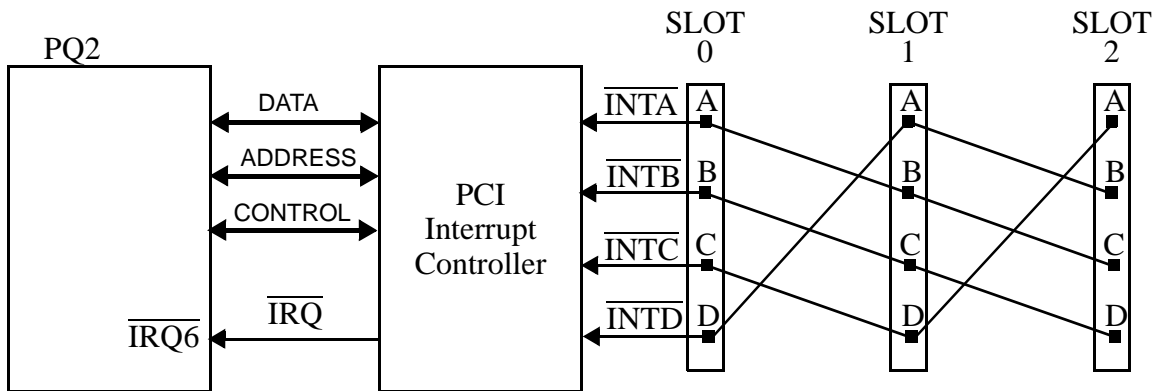 PQ2
DATA
ADDRESS
CONTROL
IRQ
IRQ6
PCI
Interrupt
Controller
INTA
INTB
INTC
INTD
SLOT
0
A
B
C
D
SLOT
1
A
B
C
D
SLOT
2
A
B
C
D